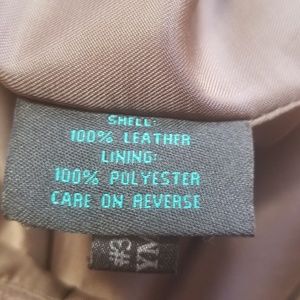 SHELL:
100% LEATHER
LINING:
100% POLYESTER
CARE ON REVERSE